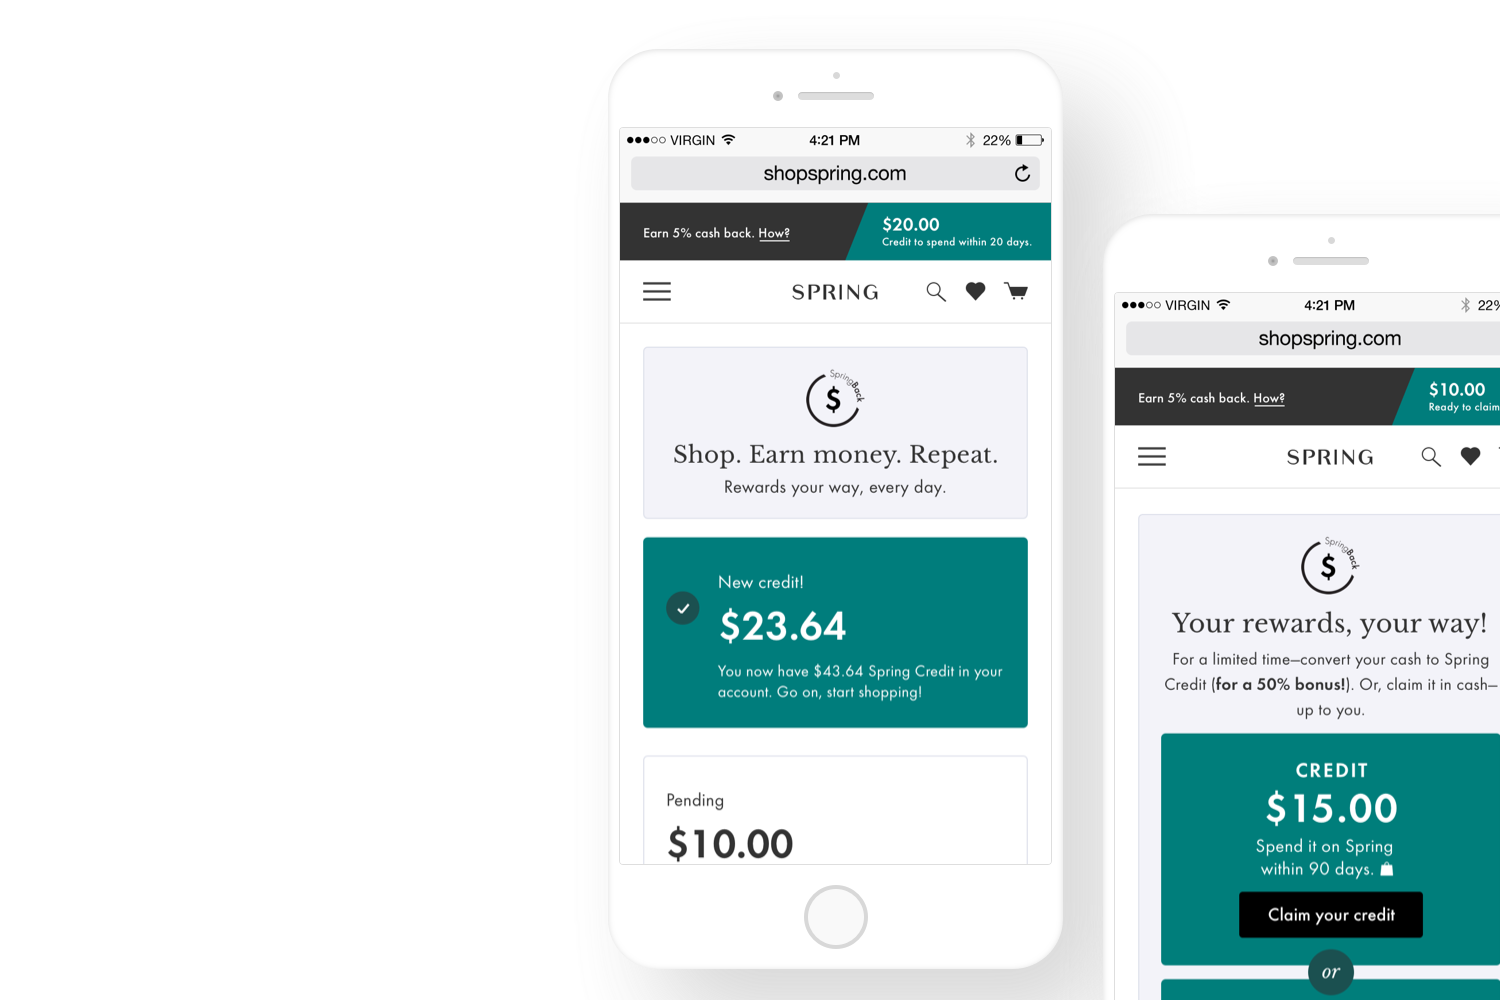 VIRGIN
4:21 PM
22%
shopspring.com
Earn 5% cash back. How?
$20.00
Credit to spend within 20 days.
SPRING
SpringBack
$
Shop. Earn money. Repeat.
Rewards your way, every day.
New credit!
$23.64
You now have $43.64 Spring Credit in your
account. Go on, start shopping!
Pending
$10.00
VIRGIN
4:21 PM
22%
shopspring.com
Earn 5% cash back. How?
$10.00
Ready to claim
SPRING
SpringBack
$
Your rewards, your way!
For a limited time—convert your cash to Spring
Credit (for a 50% bonus!). Or, claim it in cash—
up to you.
CREDIT
$15.00
Spend it on Spring
within 90 days.
Claim your credit
or